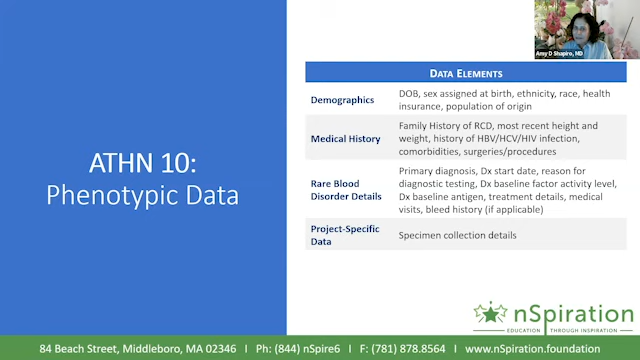 Amy D Shapiro, MD
ATHN 10:
Phenotypic Data
DATA ELEMENTS
Demographics
DOB, sex assigned at birth, ethnicity, race, health
insurance, population of origin
Medical History
Family History of RCD, most recent height and
weight, history of HBV/HCV/HIV infection,
comorbidities, surgeries/procedures
Rare Blood
Disorder Details
Primary diagnosis, Dx start date, reason for
diagnostic testing, Dx baseline factor activity level,
Dx baseline antigen, treatment details, medical
visits, bleed history (if applicable)
Project-Specific
Data
Specimen collection details
nSpiration
EDUCATION THROUGH INSPIRATION
84 Beach Street, Middleboro, MA 02346 I Ph: (844) nSpire6 I F: (781) 878.8564 I www.nspiration.foundation